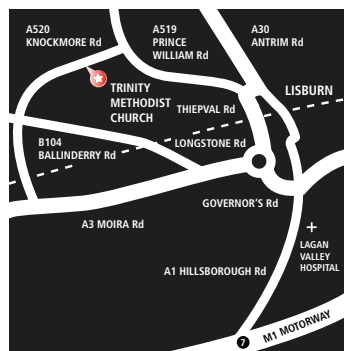 A520
KNOCKMORE Rd
A519
PRINCE
WILLIAM Rd
A30
ANTRIM Rd
TRINITY
METHODIST
CHURCH
LISBURN
THIEPVAL Rd
B104
BALLINDERRY Rd
LONGSTONE Rd
GOVERNOR'S Rd
A3 MOIRA Rd
LAGAN
VALLEY
HOSPITAL
A1 HILLSBOROUGH Rd
7
M1 MOTORWAY